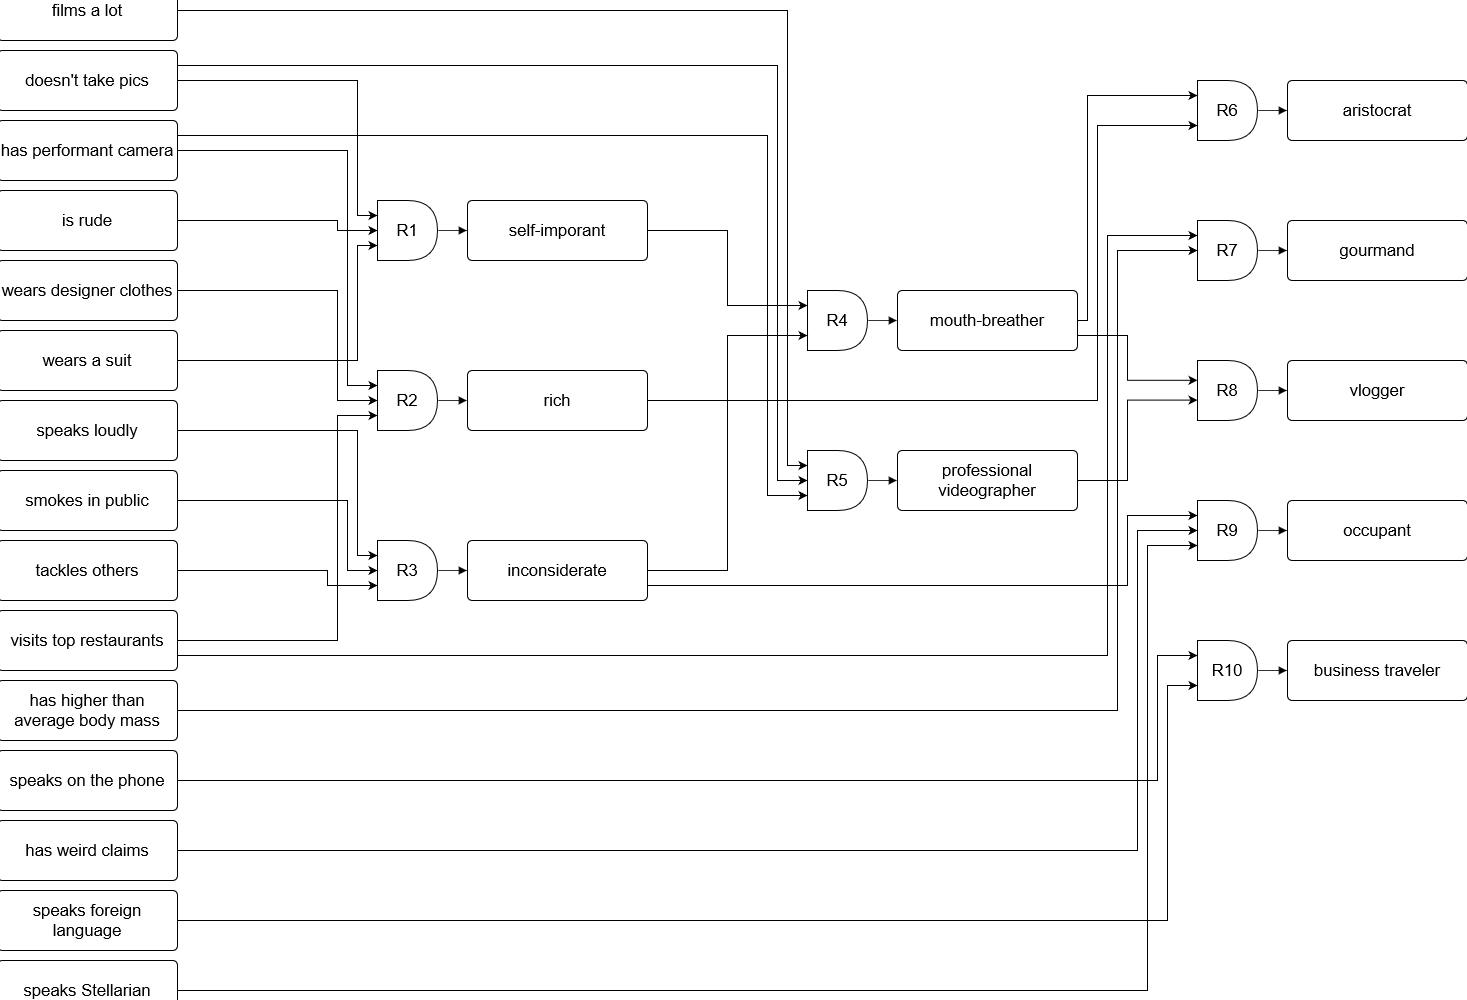 films a lot
doesn't take pics
has performant camera
is rude
wears designer clothes
wears a suit
speaks loudly
smokes in public
tackles others
visits top restaurants
has higher than
average body mass
speaks on the phone
has weird claims
speaks foreign
language
speaks Stellarian
R1
self-imporant
R2
rich
R3
inconsiderate
R4
mouth-breather
R5
professional
videographer
R6
aristocrat
R7
gourmand
R8
vlogger
R9
occupant
R10
business traveler